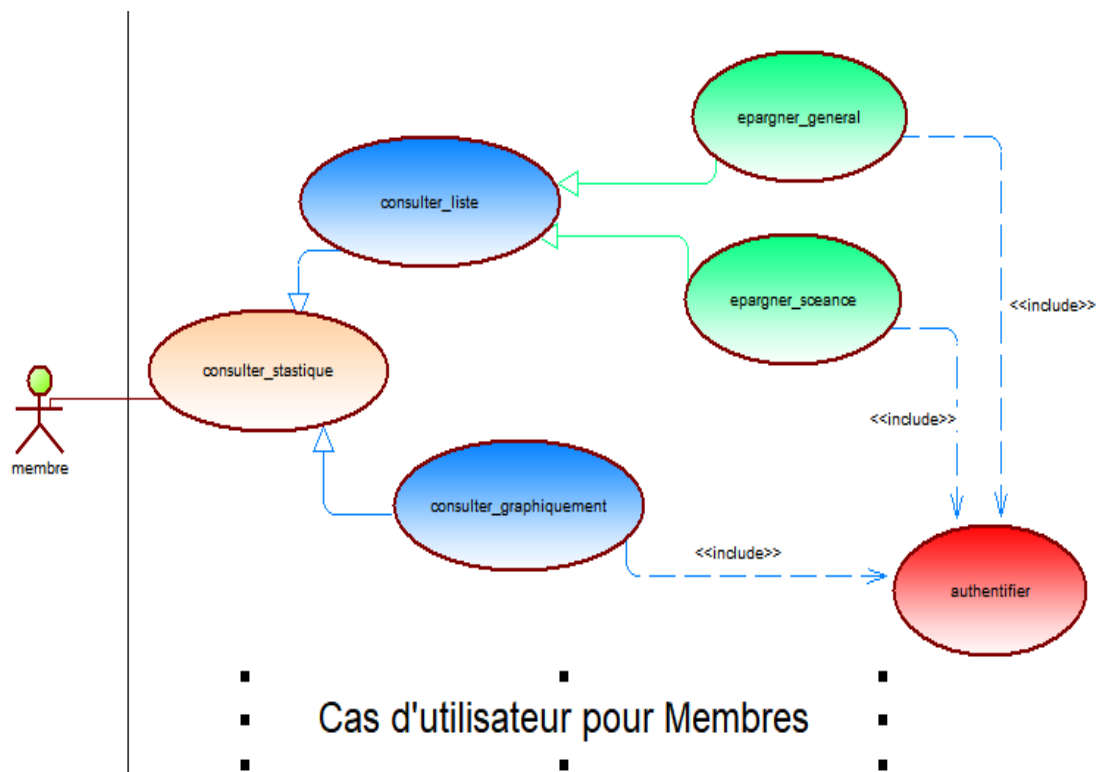 epargner_general
consulter_liste
epargner_sceance
<<include>>
consulter_stastique
<<include>>
membre
consulter_graphiquement
<<include>>
authentifier
Cas d'utilisateur pour Membres